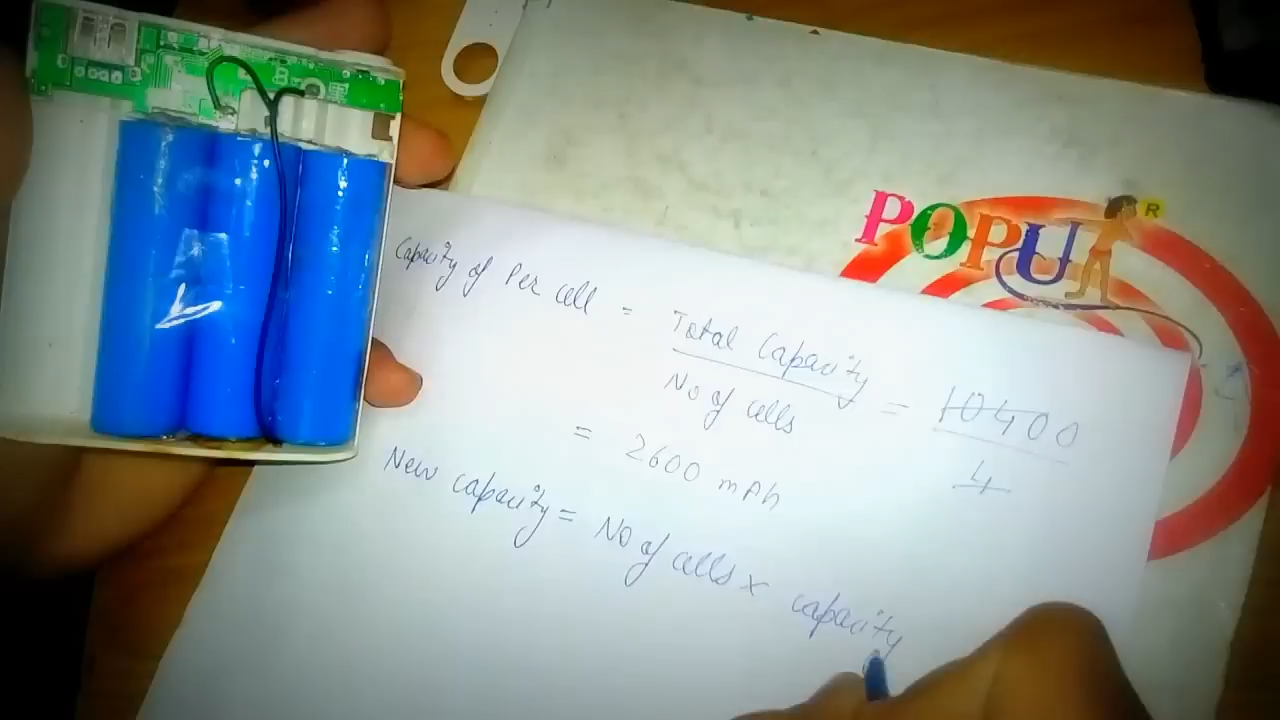 POPU
R
Capacity of Per cell = Total Capacity = 10400
No of cells 4
= 2600 mAh
New capacity = No of cells x capacity